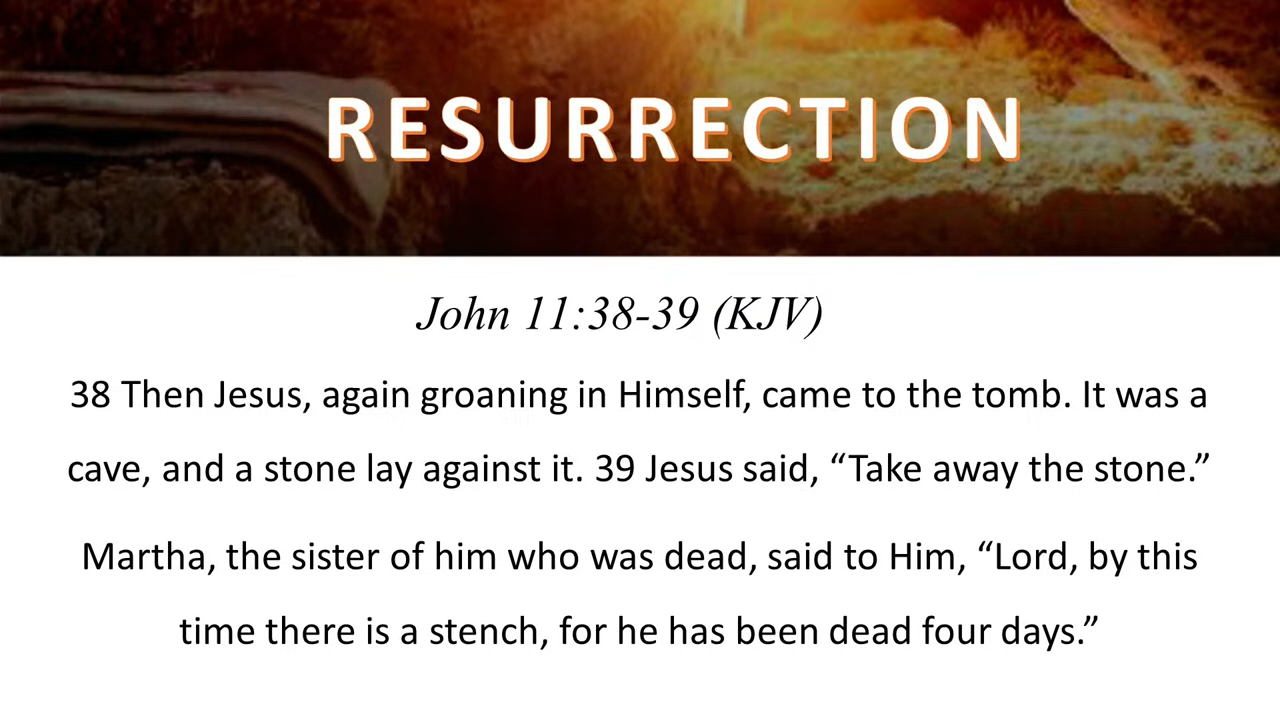 RESURRECTION
John 11:38-39 (KJV)
38 Then Jesus, again groaning in Himself, came to the tomb. It was a
cave, and a stone lay against it. 39 Jesus said, “Take away the stone.”
Martha, the sister of him who was dead, said to Him, “Lord, by this
time there is a stench, for he has been dead four days.”